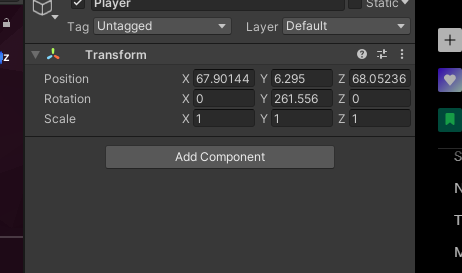 Player
Static
Tag Untagged Layer Default
z
Transform
Position X 67.90144 Y 6.295 Z 68.05236
Rotation X 0 Y 261.556 Z 0
Scale X 1 Y 1 Z 1
Add Component
S
N
T
M